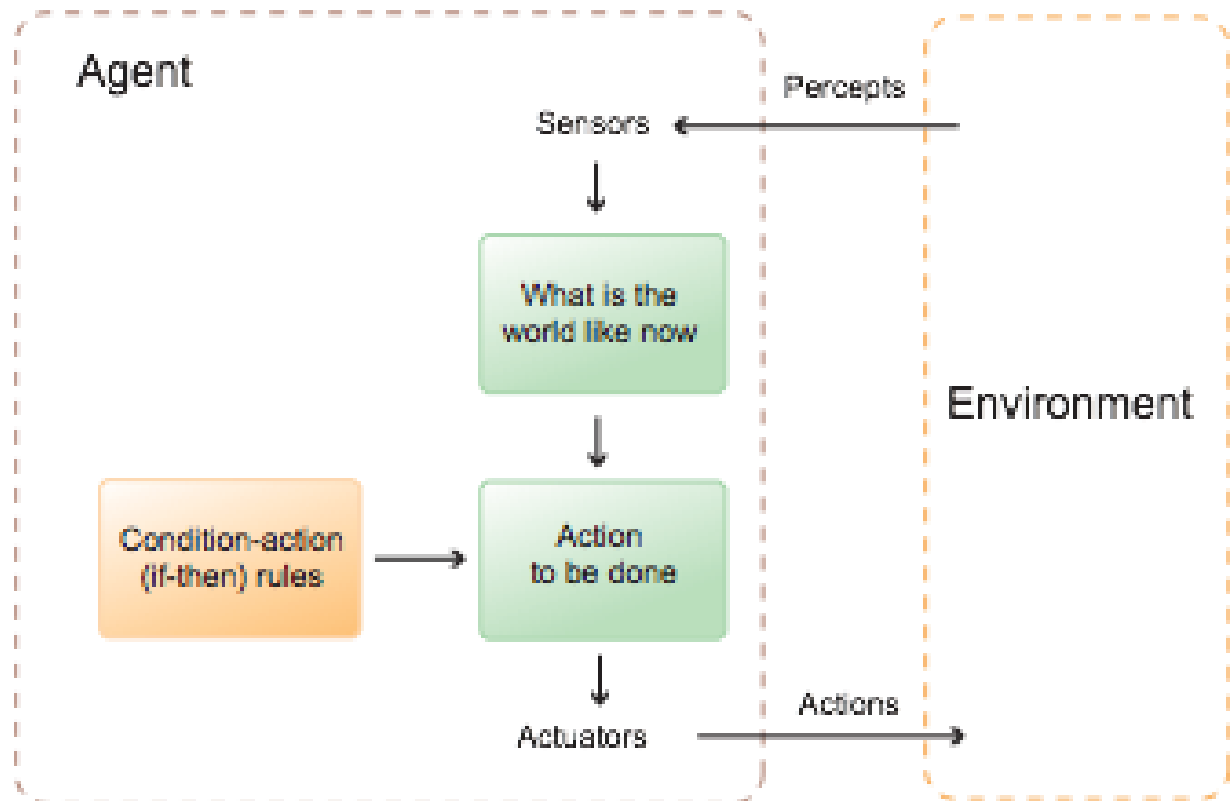 Agent
Percepts
Sensors
What is the
world like now
Environment
Condition-action
(if-then) rules
Action
to be done
Actions
Actuators